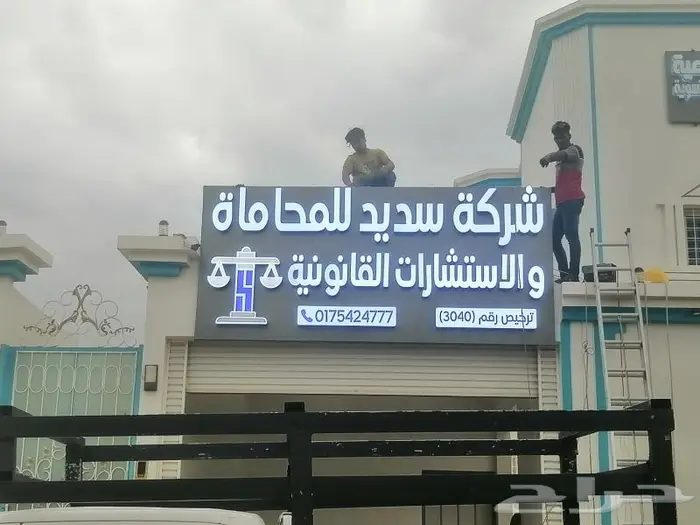 شركة سديد للمحاماة
والاستشارات القانونية
ترخيص رقم (3040)
0175424777
حراج